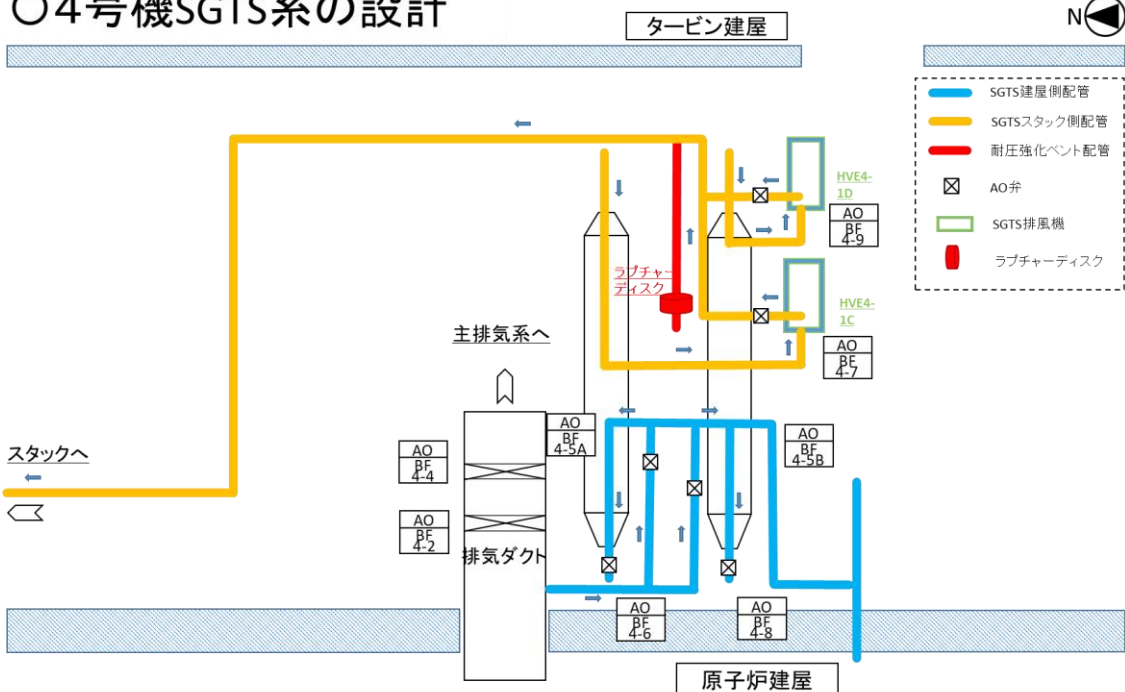 〇4号機SGTS系の設計
タービン建屋
N
SGTS建屋側配管
SGTSスタック側配管
耐圧強化ベント配管
AO弁
SGTS排風機
ラプチャーディスク
HVE4-
1D
AO
BF
4-9
ラプチャー
ディスク
HVE4-
1C
AO
BF
4-7
主排気系へ
AO
BF
4-5A
AO
BF
4-5B
スタックへ
AO
BF
4-4
AO
BF
4-2
排気ダクト
AO
BF
4-6
AO
BF
4-8
原子炉建屋